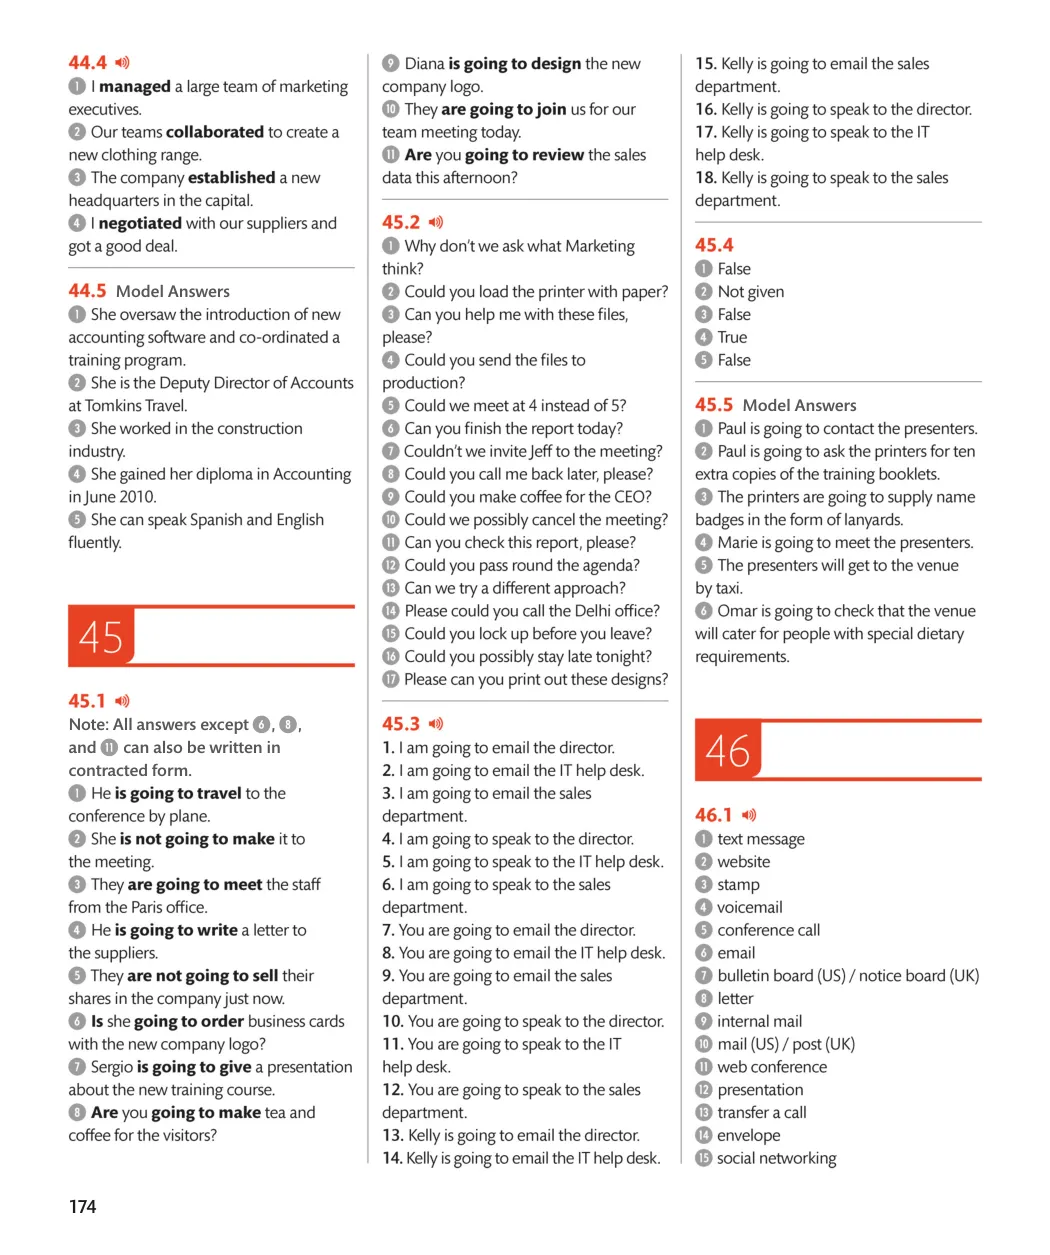 44.4
1 I managed a large team of marketing
executives.
2 Our teams collaborated to create a
new clothing range.
3 The company established a new
headquarters in the capital.
4 I negotiated with our suppliers and
got a good deal.
44.5 Model Answers
1 She oversaw the introduction of new
accounting software and co-ordinated a
training program.
2 She is the Deputy Director of Accounts
at Tomkins Travel.
3 She worked in the construction
industry.
4 She gained her diploma in Accounting
in June 2010.
5 She can speak Spanish and English
fluently.
45
45.1
Note: All answers except 6, 8,
and 11 can also be written in
contracted form.
1 He is going to travel to the
conference by plane.
2 She is not going to make it to
the meeting.
3 They are going to meet the staff
from the Paris office.
4 He is going to write a letter to
the suppliers.
5 They are not going to sell their
shares in the company just now.
6 Is she going to order business cards
with the new company logo?
7 Sergio is going to give a presentation
about the new training course.
8 Are you going to make tea and
coffee for the visitors?
9 Diana is going to design the new
company logo.
10 They are going to join us for our
team meeting today.
11 Are you going to review the sales
data this afternoon?
45.2
1 Why don't we ask what Marketing
think?
2 Could you load the printer with paper?
3 Can you help me with these files,
please?
4 Could you send the files to
production?
5 Could we meet at 4 instead of 5?
6 Can you finish the report today?
7 Couldn't we invite Jeff to the meeting?
8 Could you call me back later, please?
9 Could you make coffee for the CEO?
10 Could we possibly cancel the meeting?
11 Can you check this report, please?
12 Could you pass round the agenda?
13 Can we try a different approach?
14 Please could you call the Delhi office?
15 Could you lock up before you leave?
16 Could you possibly stay late tonight?
17 Please can you print out these designs?
45.3
1. I am going to email the director.
2. I am going to email the IT help desk.
3. I am going to email the sales
department.
4. I am going to speak to the director.
5. I am going to speak to the IT help desk.
6. I am going to speak to the sales
department.
7. You are going to email the director.
8. You are going to email the IT help desk.
9. You are going to email the sales
department.
10. You are going to speak to the director.
11. You are going to speak to the IT
help desk.
12. You are going to speak to the sales
department.
13. Kelly is going to email the director.
14. Kelly is going to email the IT help desk.
15. Kelly is going to email the sales
department.
16. Kelly is going to speak to the director.
17. Kelly is going to speak to the IT
help desk.
18. Kelly is going to speak to the sales
department.
45.4
1 False
2 Not given
3 False
4 True
5 False
45.5 Model Answers
1 Paul is going to contact the presenters.
2 Paul is going to ask the printers for ten
extra copies of the training booklets.
3 The printers are going to supply name
badges in the form of lanyards.
4 Marie is going to meet the presenters.
5 The presenters will get to the venue
by taxi.
6 Omar is going to check that the venue
will cater for people with special dietary
requirements.
46
46.1
1 text message
2 website
3 stamp
4 voicemail
5 conference call
6 email
7 bulletin board (US) / notice board (UK)
8 letter
9 internal mail
10 mail (US) / post (UK)
11 web conference
12 presentation
13 transfer a call
14 envelope
15 social networking
174